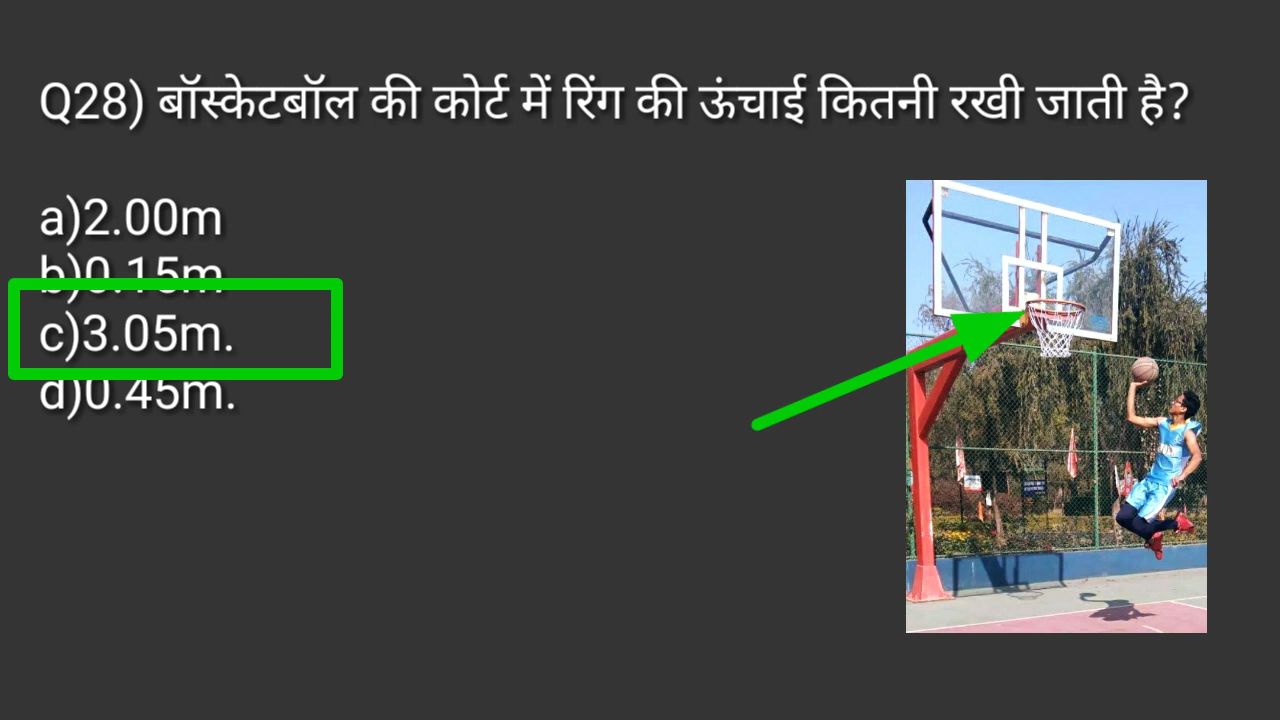 Q28) बॉस्केटबॉल की कोर्ट में रिंग की ऊंचाई कितनी रखी जाती है?
a)2.00m
b)0.15m
c)3.05m.
d)0.45m.